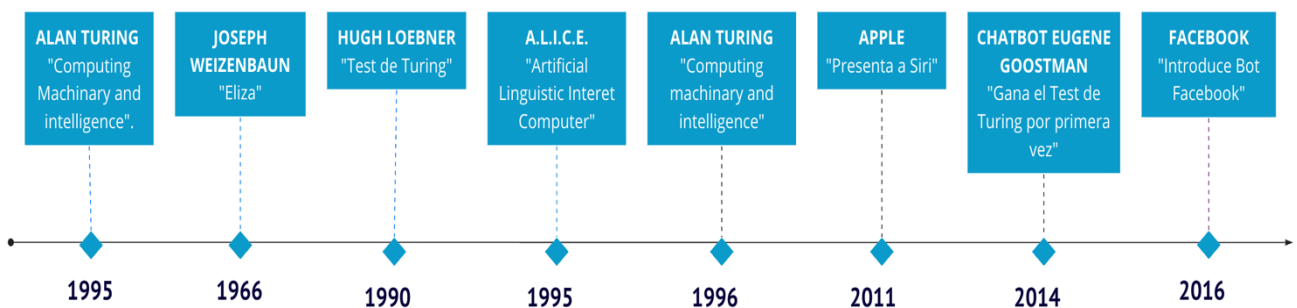 ALAN TURING
"Computing
Machinary and
intelligence".
JOSEPH
WEIZENBAUN
"Eliza"
HUGH LOEBNER
"Test de Turing"
A.L.I.C.E.
"Artificial
Linguistic Interet
Computer"
ALAN TURING
"Computing
machinary and
intelligence"
APPLE
"Presenta a Siri"
CHATBOT EUGENE
GOOSTMAN
"Gana el Test de
Turing por primera
vez"
FACEBOOK
"Introduce Bot
Facebook"
1995
1966
1990
1995
1996
2011
2014
2016